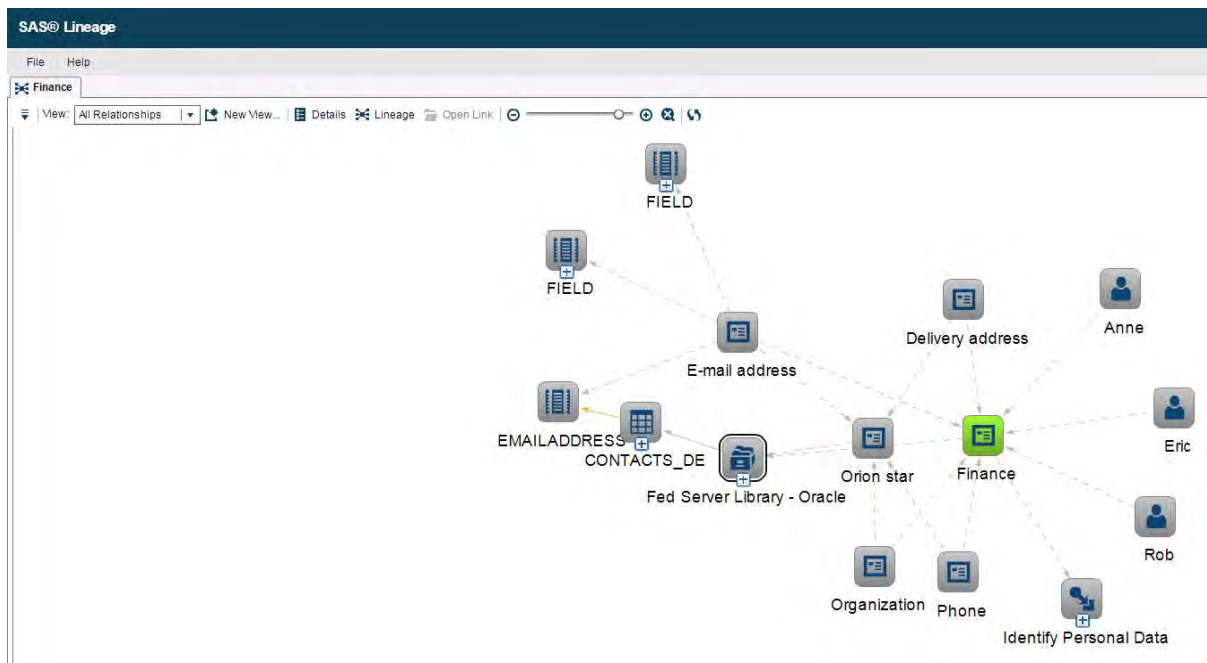 SAS® Lineage
File Help
Finance
View: All Relationships New View... Details Lineage Open Link
FIELD
FIELD
Delivery address
Anne
E-mail address
EMAILADDRESS
CONTACTS_DE
Fed Server Library - Oracle
Orion star
Finance
Eric
Rob
Organization
Phone
Identify Personal Data